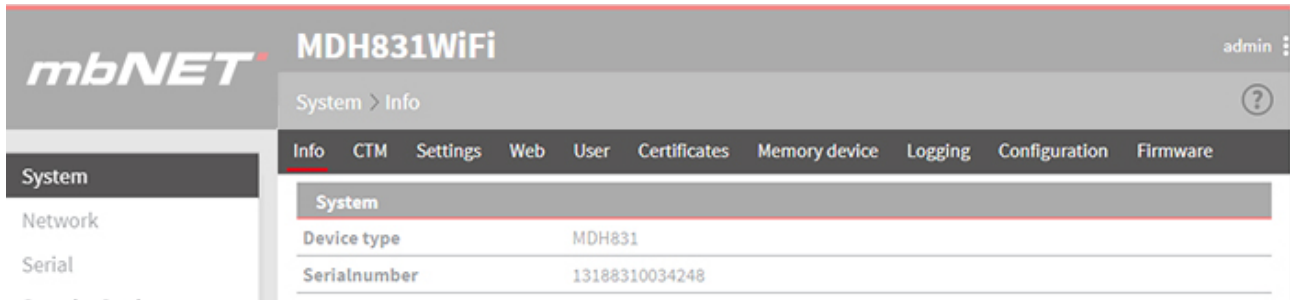 mbNET
MDH831WiFi
admin
System > Info
?
Info CTM Settings Web User Certificates Memory device Logging Configuration Firmware
System
Network
Serial
System
Device type MDH831
Serialnumber 13188310034248